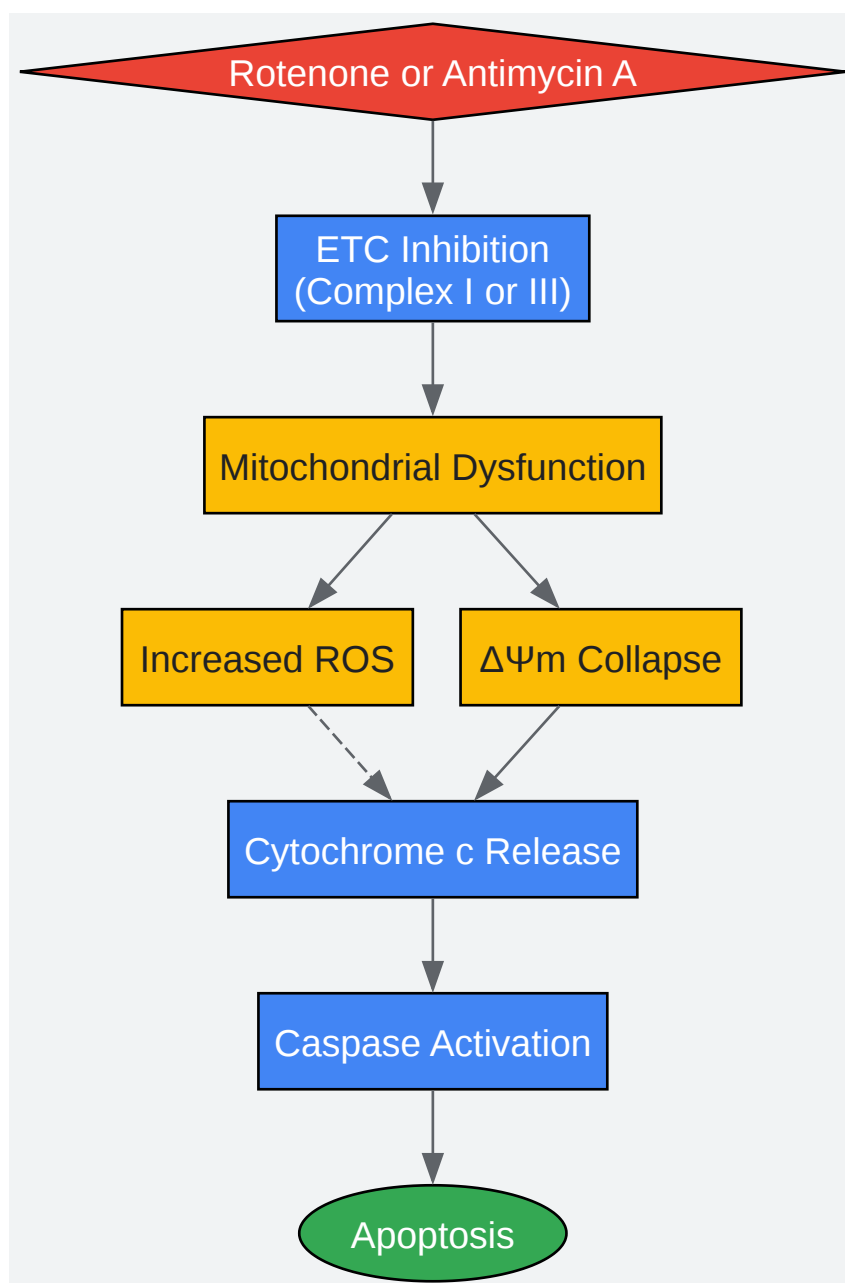 Rotenone or Antimycin A
ETC Inhibition
(Complex I or III)
Mitochondrial Dysfunction
Increased ROS
ΔΨm Collapse
Cytochrome c Release
Caspase Activation
Apoptosis